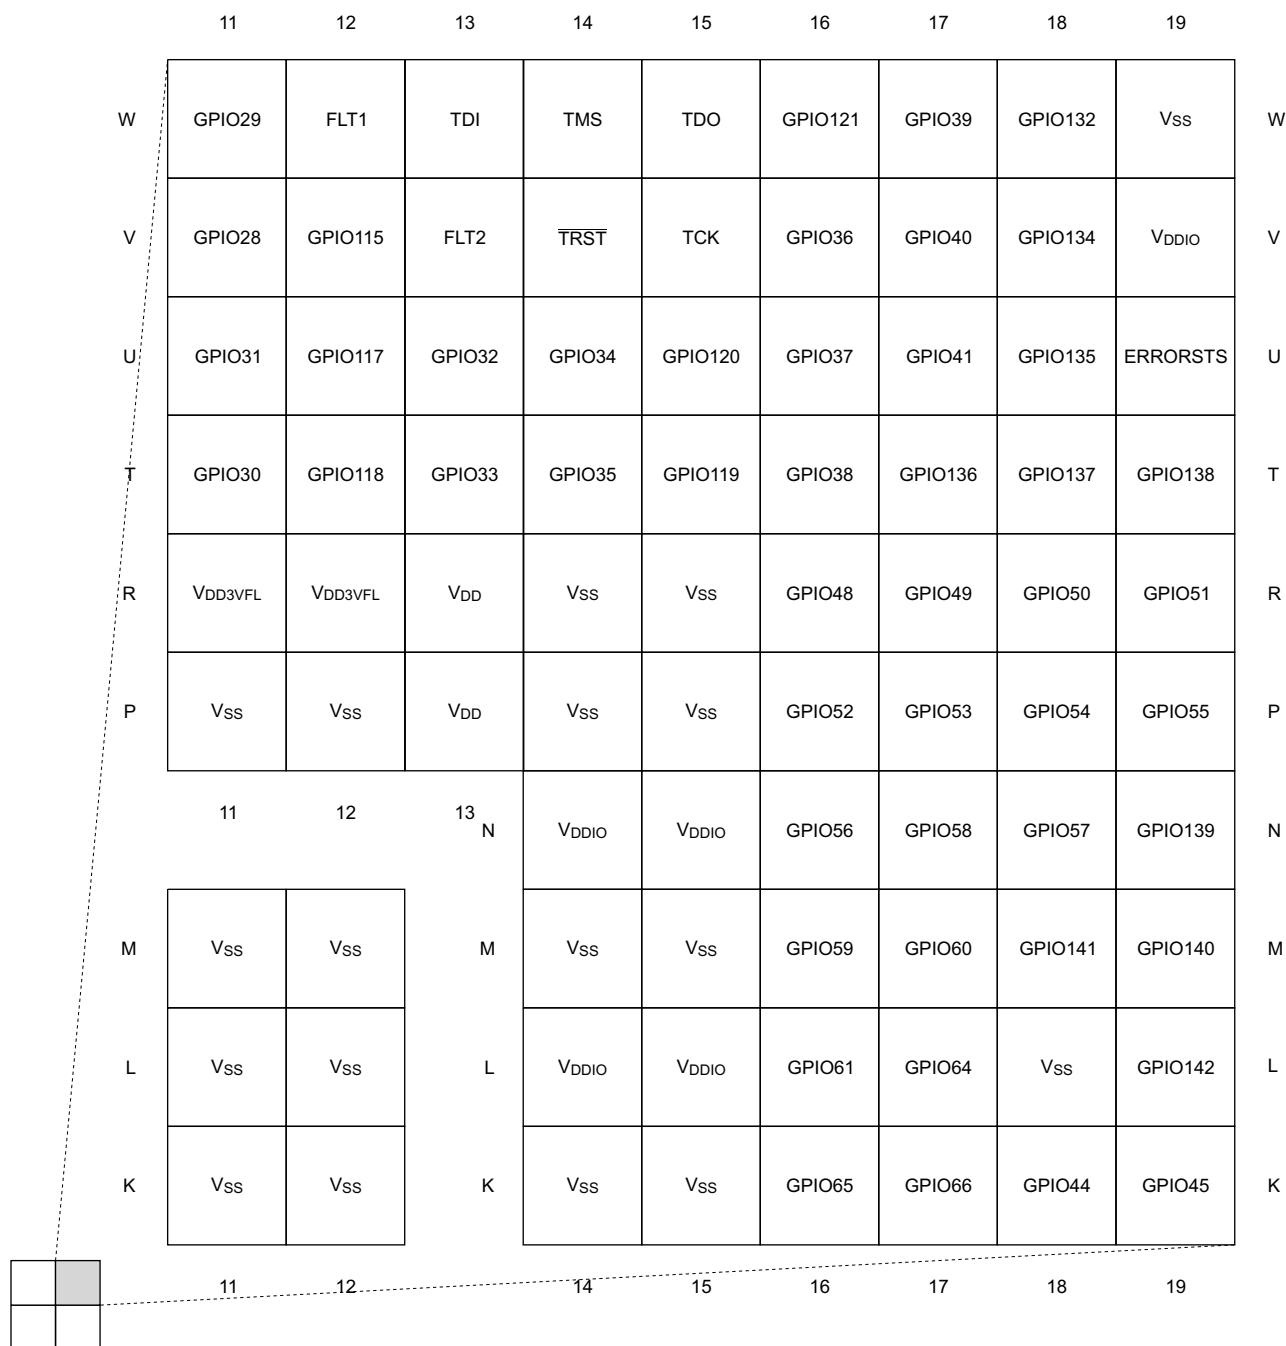 11 12 13 14 15 16 17 18 19
W GPIO29 FLT1 TDI TMS TDO GPIO121 GPIO39 GPIO132 VSS W
V GPIO28 GPIO115 FLT2 T̅R̅S̅T̅ TCK GPIO36 GPIO40 GPIO134 VDDIO V
U GPIO31 GPIO117 GPIO32 GPIO34 GPIO120 GPIO37 GPIO41 GPIO135 ERRORSTS U
T GPIO30 GPIO118 GPIO33 GPIO35 GPIO119 GPIO38 GPIO136 GPIO137 GPIO138 T
R VDD3VFL VDD3VFL VDD VSS VSS GPIO48 GPIO49 GPIO50 GPIO51 R
P VSS VSS VDD VSS VSS GPIO52 GPIO53 GPIO54 GPIO55 P
11 12 13
N VDDIO VDDIO GPIO56 GPIO58 GPIO57 GPIO139 N
M VSS VSS M VSS VSS GPIO59 GPIO60 GPIO141 GPIO140 M
L VSS VSS L VDDIO VDDIO GPIO61 GPIO64 VSS GPIO142 L
K VSS VSS K VSS VSS GPIO65 GPIO66 GPIO44 GPIO45 K
11 12 14 15 16 17 18 19